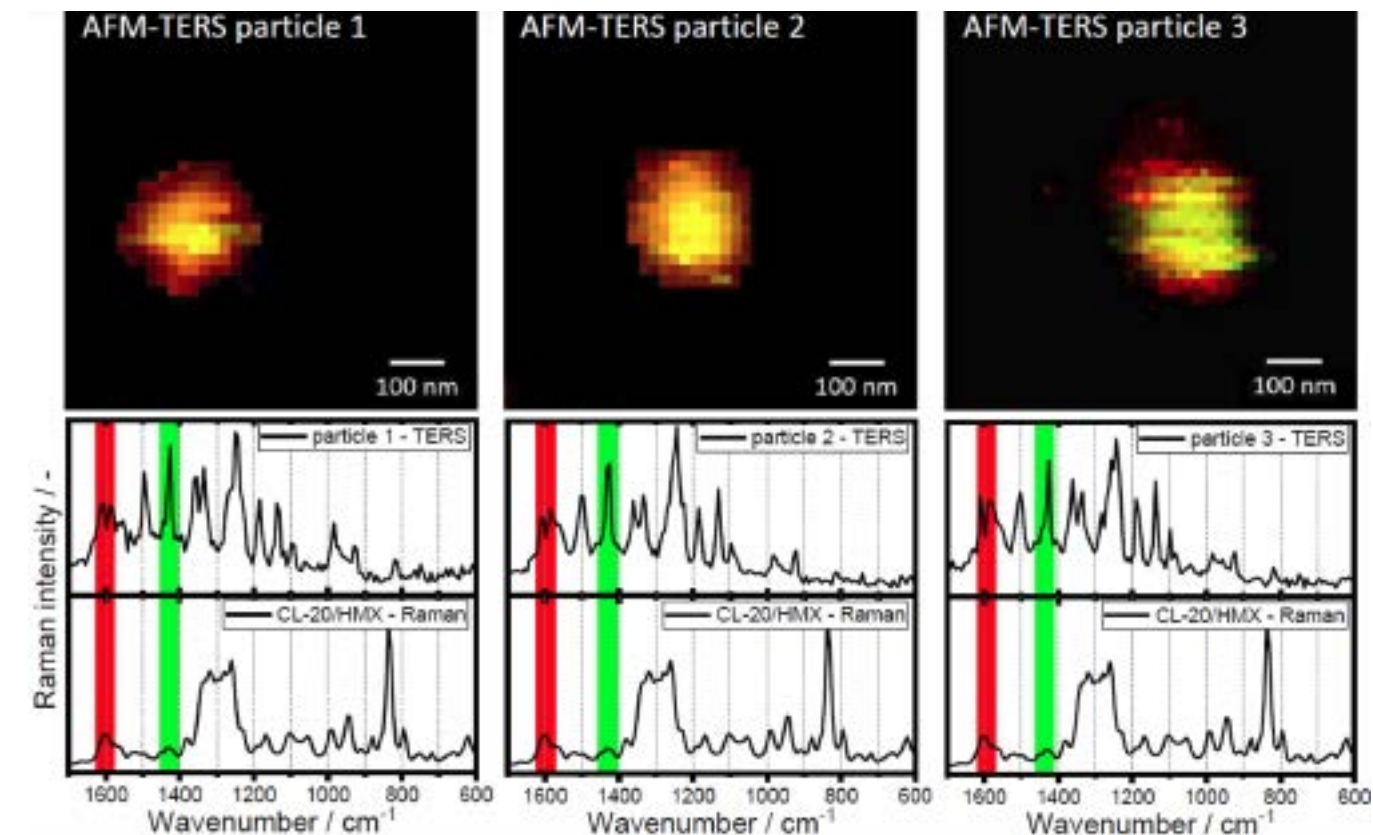 AFM-TERS particle 1
AFM-TERS particle 2
AFM-TERS particle 3
100 nm
100 nm
100 nm
Raman intensity / -
particle 1 - TERS
particle 2 - TERS
particle 3 - TERS
CL-20/HMX - Raman
CL-20/HMX - Raman
CL-20/HMX - Raman
1600 1400 1200 1000 800 600
1600 1400 1200 1000 800 600
1600 1400 1200 1000 800 600
Wavenumber / cm⁻¹
Wavenumber / cm⁻¹
Wavenumber / cm⁻¹